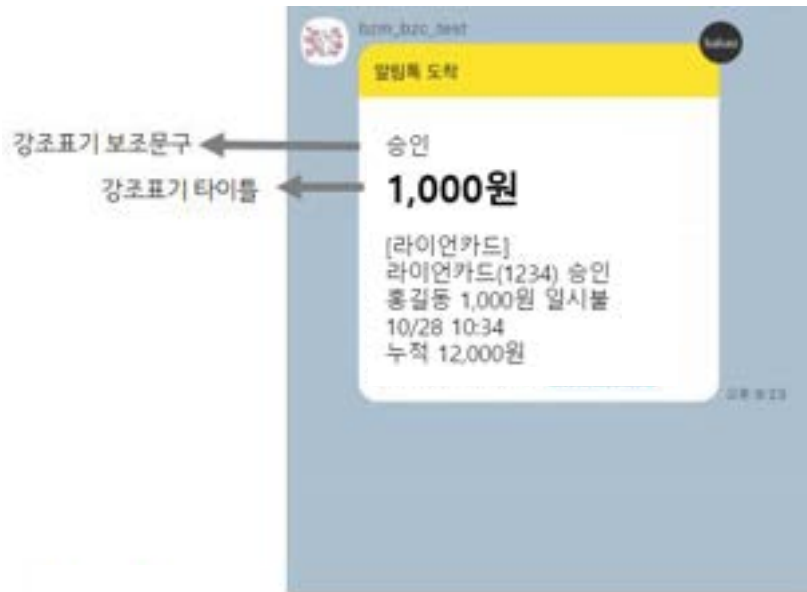 bzm_bzc_test
알림톡 도착
강조표기 보조문구
승인
강조표기 타이틀
1,000원
[라이언카드]
라이언카드(1234) 승인
홍길동 1,000원 일시불
10/28 10:34
누적 12,000원
오후